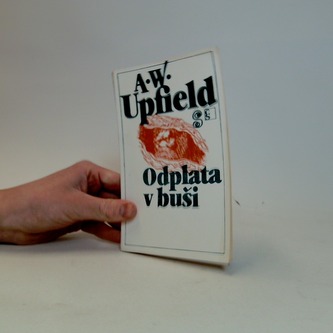 A·W·
Upfield
Odplata
v buši